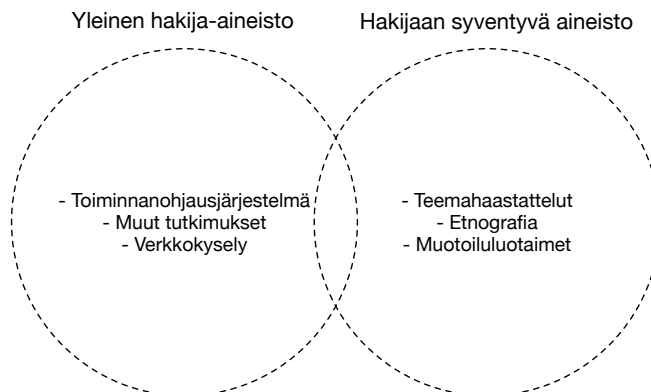 Yleinen hakija-aineisto
Hakijaan syventyvä aineisto
- Toiminnanohjausjärjestelmä
- Muut tutkimukset
- Verkkokysely
- Teemahaastattelut
- Etnografia
- Muotoiluluotaimet